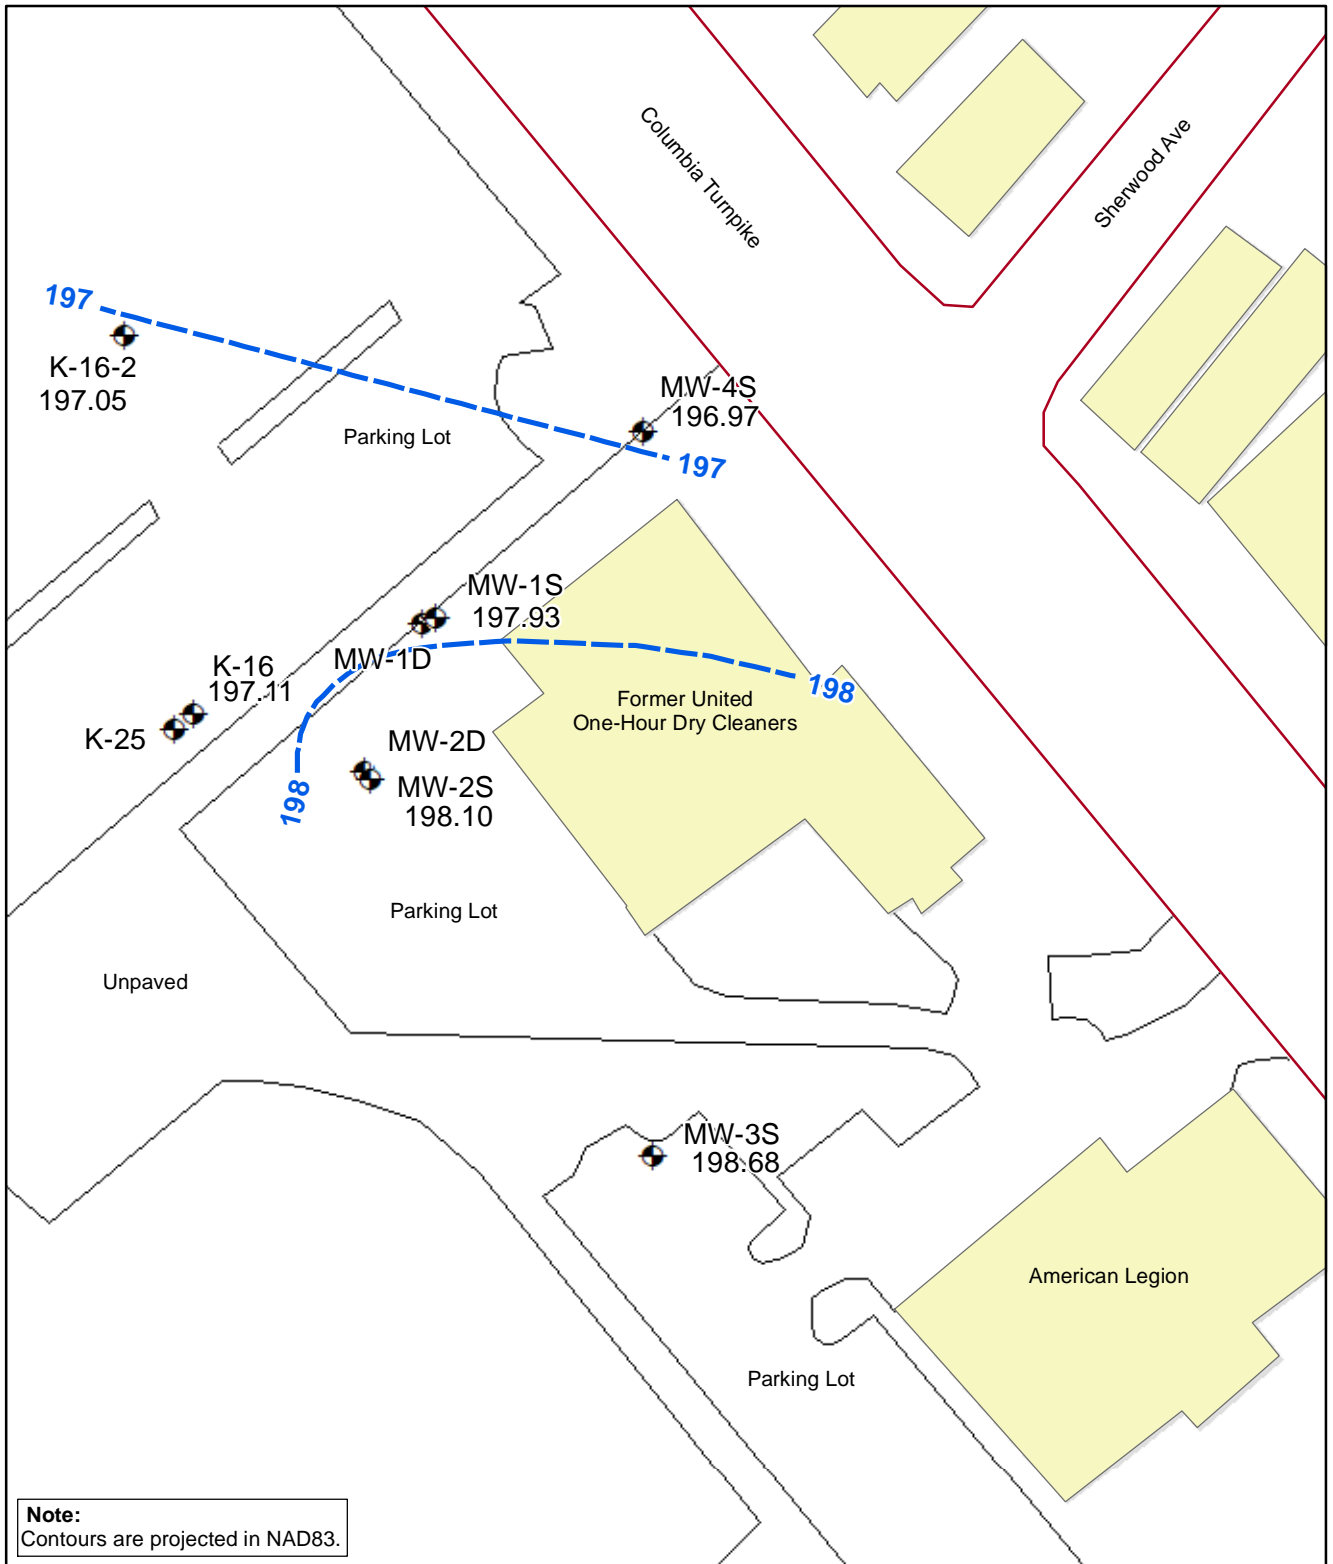 Columbia Turnpike
Sherwood Ave
197
K-16-2
197.05
MW-4S
196.97
Parking Lot
197
MW-1S
197.93
MW-1D
K-16
197.11
K-25
198
Former United
One-Hour Dry Cleaners
MW-2D
MW-2S
198.10
198
Parking Lot
Unpaved
MW-3S
198.68
American Legion
Parking Lot
Note:
Contours are projected in NAD83.